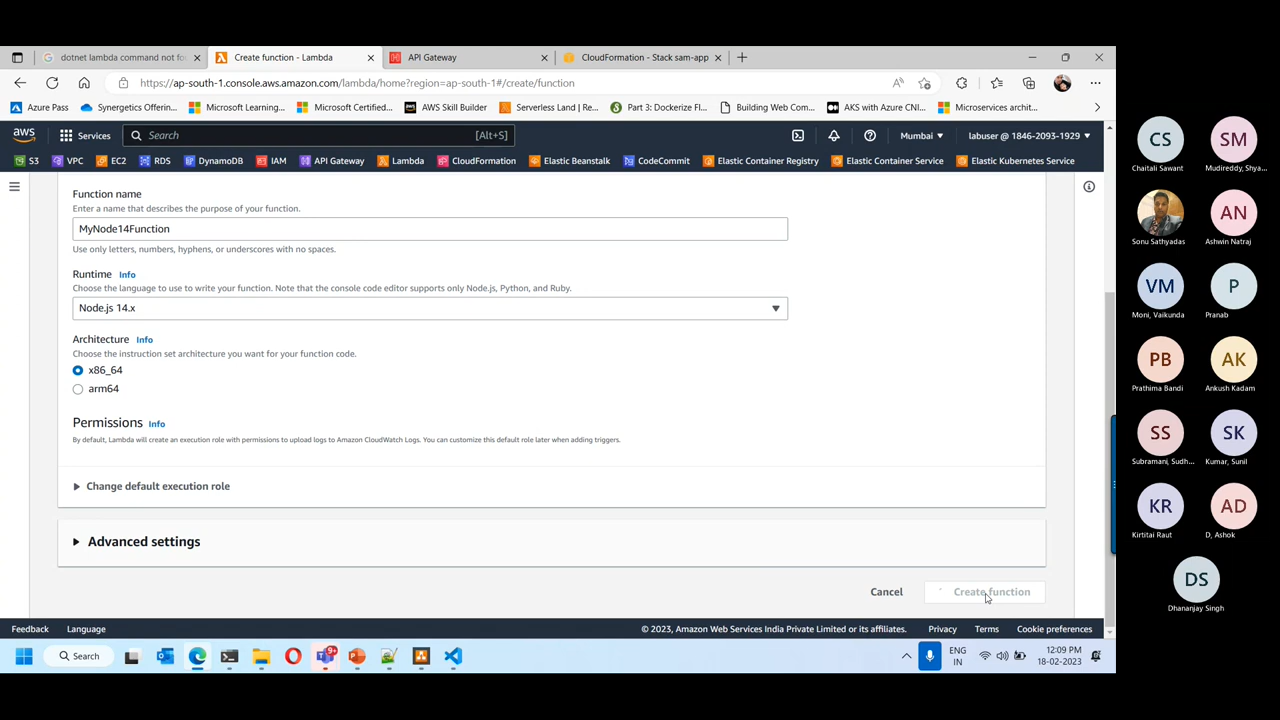 dotnet lambda command not fo
Create function - Lambda
API Gateway
CloudFormation - Stack sam-app
https://ap-south-1.console.aws.amazon.com/lambda/home?region=ap-south-1#/create/function
Azure Pass
Synergetics Offerin...
Microsoft Learning...
Microsoft Certified...
AWS Skill Builder
Serverless Land | Re...
Part 3: Dockerize Fl...
Building Web Com...
AKS with Azure CNI...
Microservices archit...
aws
Services
Search
[Alt+S]
Mumbai
labuser @ 1846-2093-1929
S3
VPC
EC2
RDS
DynamoDB
IAM
API Gateway
Lambda
CloudFormation
Elastic Beanstalk
CodeCommit
Elastic Container Registry
Elastic Container Service
Elastic Kubernetes Service
Function name
Enter a name that describes the purpose of your function.
MyNode14Function
Use only letters, numbers, hyphens, or underscores with no spaces.
Runtime Info
Choose the language to use to write your function. Note that the console code editor supports only Node.js, Python, and Ruby.
Node.js 14.x
Architecture Info
Choose the instruction set architecture you want for your function code.
x86_64
arm64
Permissions Info
By default, Lambda will create an execution role with permissions to upload logs to Amazon CloudWatch Logs. You can customize this default role later when adding triggers.
Change default execution role
Advanced settings
Cancel
Create function
Feedback
Language
© 2023, Amazon Web Services India Private Limited or its affiliates.
Privacy
Terms
Cookie preferences
Search
9+
ENG
IN
12:09 PM
18-02-2023
CS
Chaitali Sawant
SM
Mudireddy, Shya...
Sonu Sathyadas
AN
Ashwin Natraj
VM
Moni, Vaikunda
P
Pranab
PB
Prathima Bandi
AK
Ankush Kadam
SS
Subramani, Sudh...
SK
Kumar, Sunil
KR
Kirtitai Raut
AD
D, Ashok
DS
Dhananjay Singh